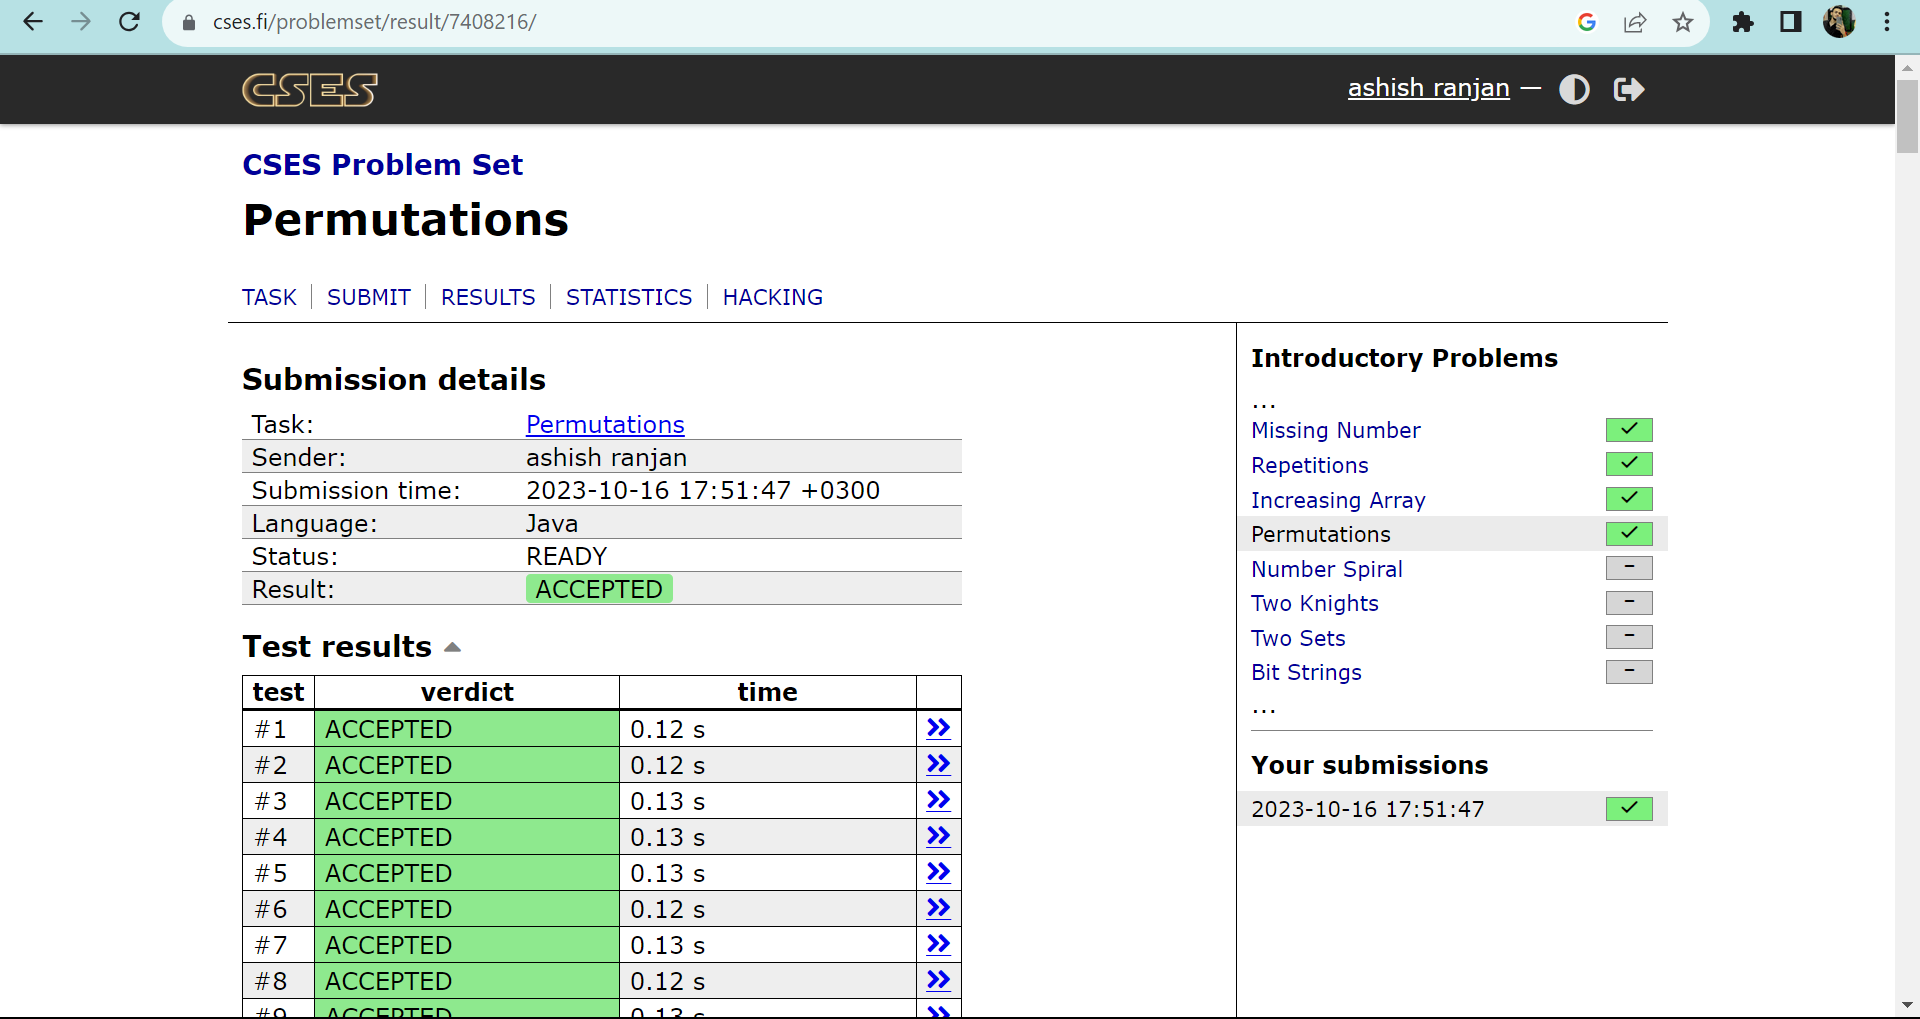 cses.fi/problemset/result/7408216/
CSES
ashish ranjan —
CSES Problem Set
Permutations
TASK | SUBMIT | RESULTS | STATISTICS | HACKING
Submission details
Task: Permutations
Sender: ashish ranjan
Submission time: 2023-10-16 17:51:47 +0300
Language: Java
Status: READY
Result: ACCEPTED
Test results
test verdict time
#1 ACCEPTED 0.12 s »
#2 ACCEPTED 0.12 s »
#3 ACCEPTED 0.13 s »
#4 ACCEPTED 0.13 s »
#5 ACCEPTED 0.13 s »
#6 ACCEPTED 0.12 s »
#7 ACCEPTED 0.13 s »
#8 ACCEPTED 0.12 s »
#9 ACCEPTED 0.13 s »
Introductory Problems
...
Missing Number ✓
Repetitions ✓
Increasing Array ✓
Permutations ✓
Number Spiral –
Two Knights –
Two Sets –
Bit Strings –
...
Your submissions
2023-10-16 17:51:47 ✓